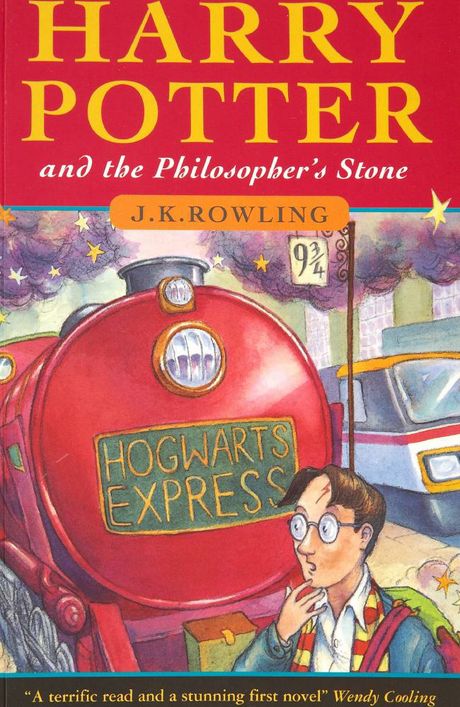 HARRY
POTTER
and the Philosopher's Stone
J.K.ROWLING
9¾
HOGWARTS
EXPRESS
"A terrific read and a stunning first novel" Wendy Cooling